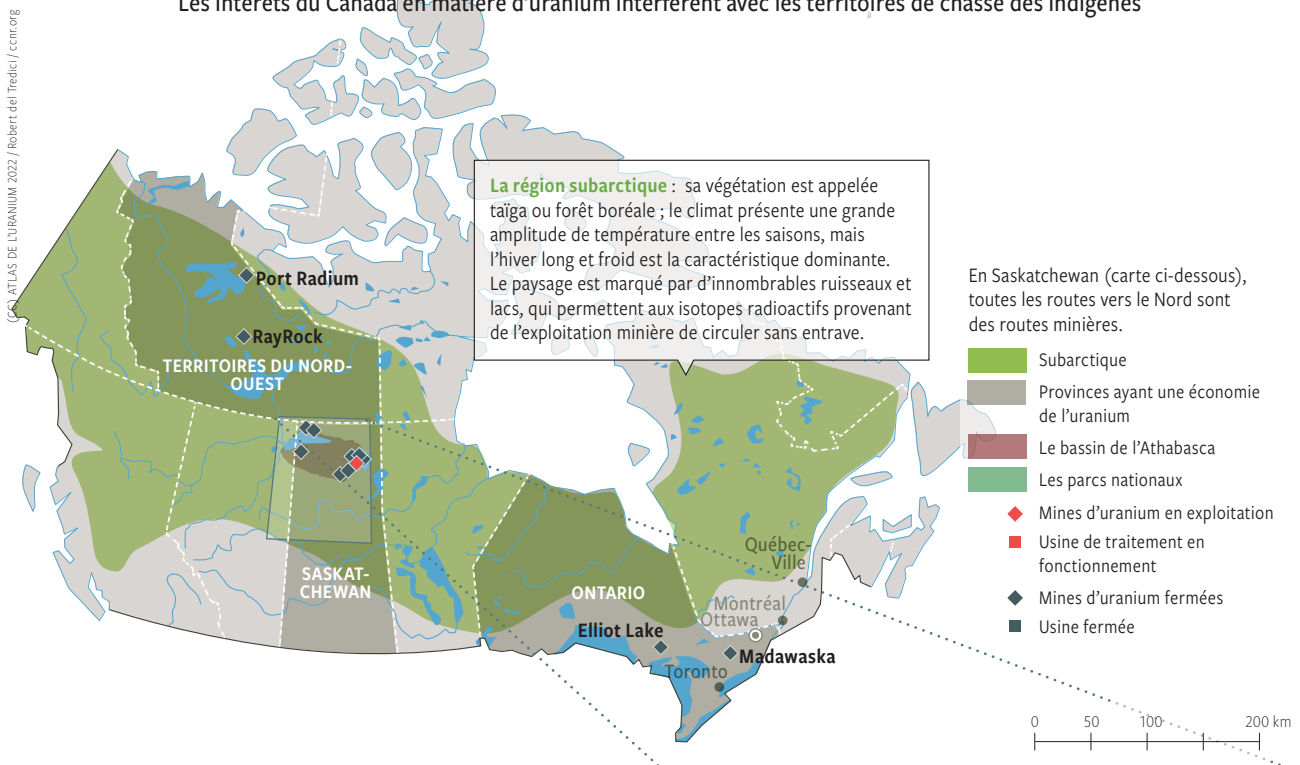 Les intérêts du Canada en matière d'uranium interfèrent avec les territoires de chasse des indigènes
(CC) ATLAS DE L'URANIUM 2022 / Robert del Tredici / ccnr.org
La région subarctique : sa végétation est appelée
taïga ou forêt boréale ; le climat présente une grande
amplitude de température entre les saisons, mais
l'hiver long et froid est la caractéristique dominante.
Le paysage est marqué par d'innombrables ruisseaux et
lacs, qui permettent aux isotopes radioactifs provenant
de l'exploitation minière de circuler sans entrave.
Port Radium
RayRock
TERRITOIRES DU NORD-
OUEST
SASKAT-
CHEWAN
ONTARIO
Québec-
Ville
Montréal
Ottawa
Elliot Lake
Madawaska
Toronto
En Saskatchewan (carte ci-dessous),
toutes les routes vers le Nord sont
des routes minières.
Subarctique
Provinces ayant une économie
de l'uranium
Le bassin de l'Athabasca
Les parcs nationaux
Mines d'uranium en exploitation
Usine de traitement en
fonctionnement
Mines d'uranium fermées
Usine fermée
0 50 100 200 km